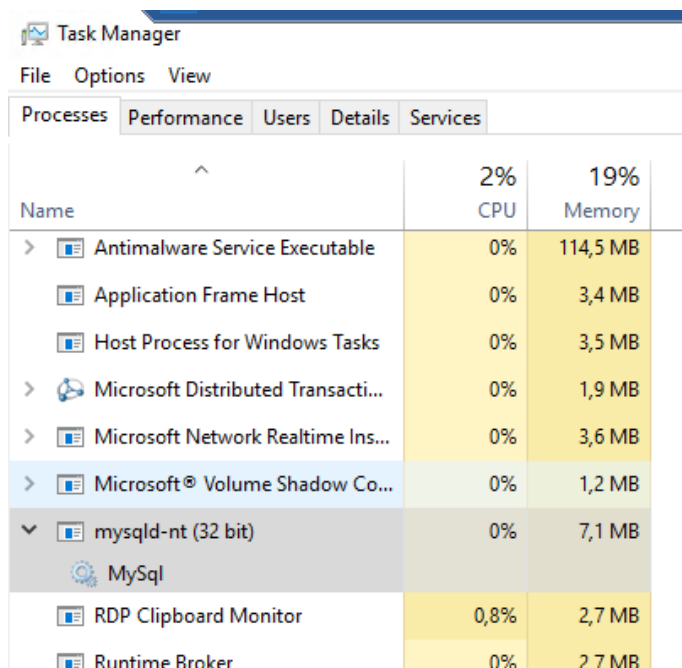 Task Manager
File Options View
Processes Performance Users Details Services
2% 19%
Name CPU Memory
Antimalware Service Executable 0% 114,5 MB
Application Frame Host 0% 3,4 MB
Host Process for Windows Tasks 0% 3,5 MB
Microsoft Distributed Transacti... 0% 1,9 MB
Microsoft Network Realtime Ins... 0% 3,6 MB
Microsoft® Volume Shadow Co... 0% 1,2 MB
mysqld-nt (32 bit) 0% 7,1 MB
MySql
RDP Clipboard Monitor 0,8% 2,7 MB
Runtime Broker 0% 2,7 MB